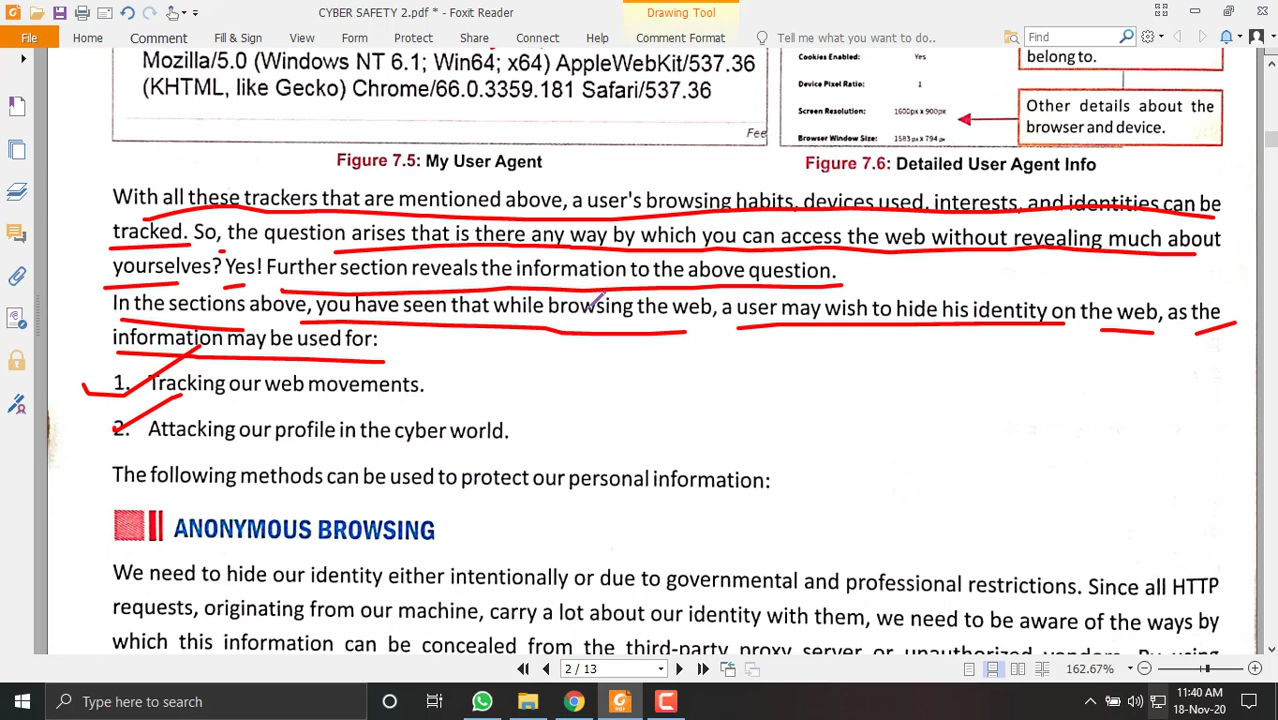 CYBER SAFETY 2.pdf * - Foxit Reader
Drawing Tool
File Home Comment Fill & Sign View Form Protect Share Connect Help Comment Format Tell me what you want to do.. Find
Mozilla/5.0 (Windows NT 6.1; Win64; x64) AppleWebKit/537.36
(KHTML, like Gecko) Chrome/66.0.3359.181 Safari/537.36
Fee
Cookies Enabled: Yes
Device Pixel Ratio: 1
Screen Resolution: 1600px x 900px
Browser Window Size: 1583 px x 794 px
belong to.
Other details about the
browser and device.
Figure 7.5: My User Agent
Figure 7.6: Detailed User Agent Info
With all these trackers that are mentioned above, a user's browsing habits, devices used, interests, and identities can be
tracked. So, the question arises that is there any way by which you can access the web without revealing much about
yourselves? Yes! Further section reveals the information to the above question.
In the sections above, you have seen that while browsing the web, a user may wish to hide his identity on the web, as the
information may be used for:
1. Tracking our web movements.
2. Attacking our profile in the cyber world.
The following methods can be used to protect our personal information:
ANONYMOUS BROWSING
We need to hide our identity either intentionally or due to governmental and professional restrictions. Since all HTTP
requests, originating from our machine, carry a lot about our identity with them, we need to be aware of the ways by
which this information can be concealed from the third-party proxy server or unauthorized vendors. By using
2 / 13
162.67%
Type here to search
11:40 AM
18-Nov-20